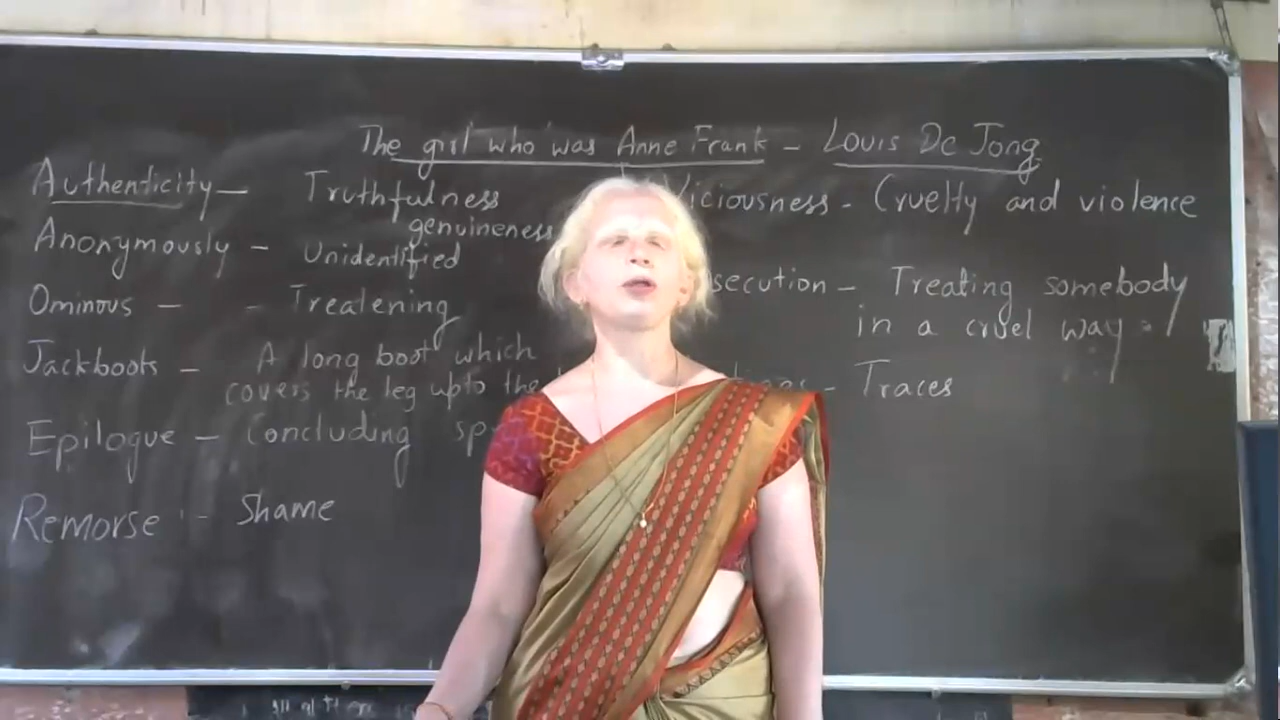 The girl who was Anne Frank - Louis De Jong
Authenticity - Truthfulness
genuineness
Anonymously - Unidentified
Ominous - - Treatening
Jackboots - A long boot which
covers the leg upto the
Epilogue - Concluding
Remorse - Shame
Viciousness - Cruelty and violence
secution - Treating somebody
in a cruel way.
- Traces